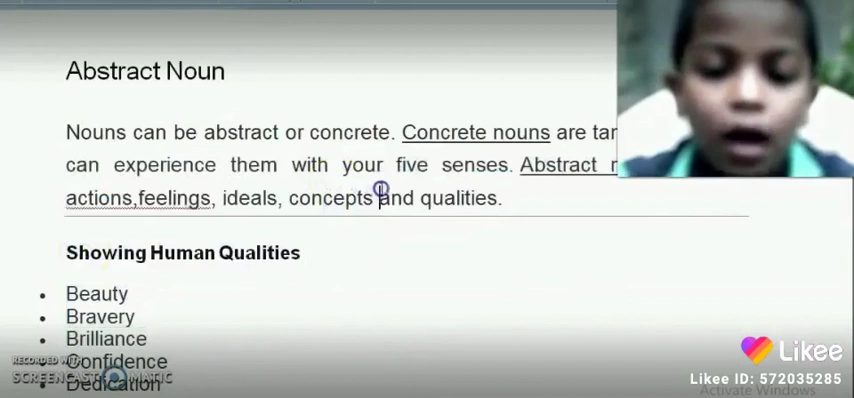 Abstract Noun
Nouns can be abstract or concrete. Concrete nouns are
can experience them with your five senses. Abstract
actions,feelings, ideals, concepts and qualities.
Showing Human Qualities
• Beauty
• Bravery
• Brilliance
• Confidence
• Dedication
RECORDED WITH
SCREENCAST MATIC
Likee
Likee ID: 572035285
Activate Windows